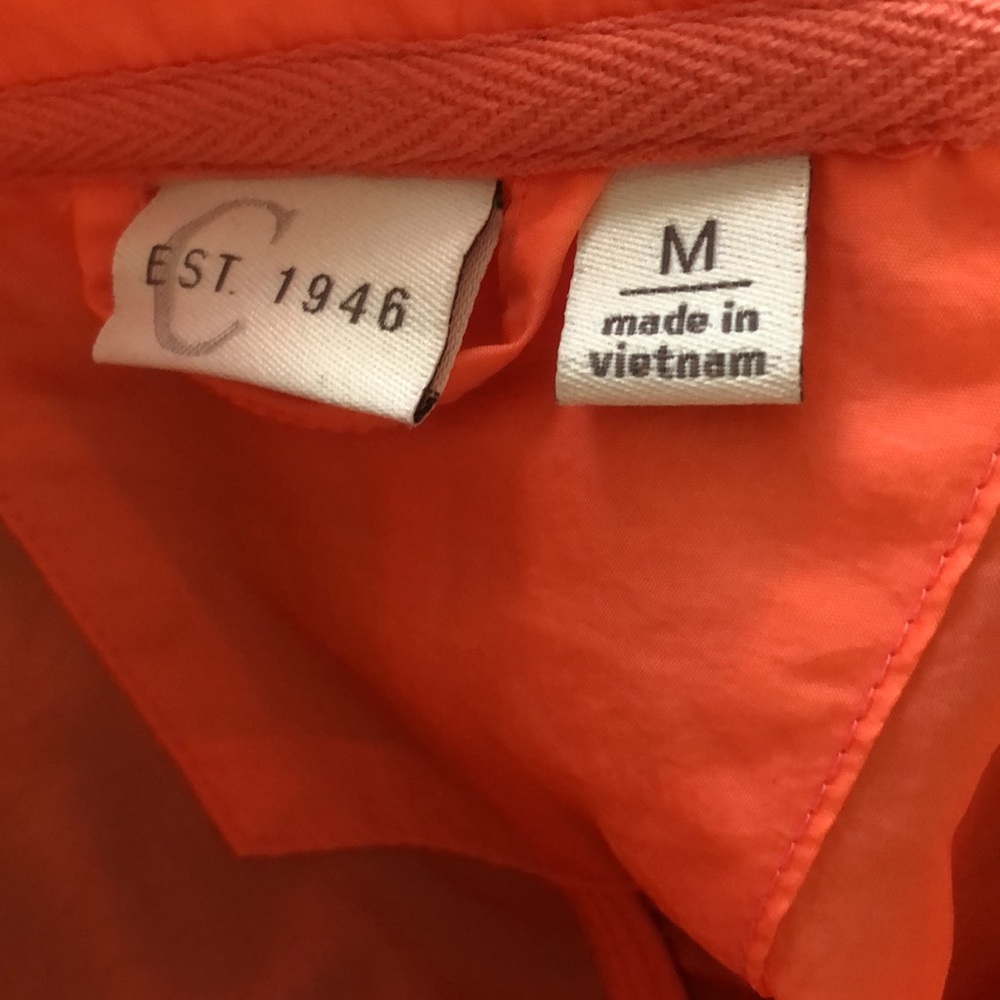 C
EST. 1946
M
made in
vietnam